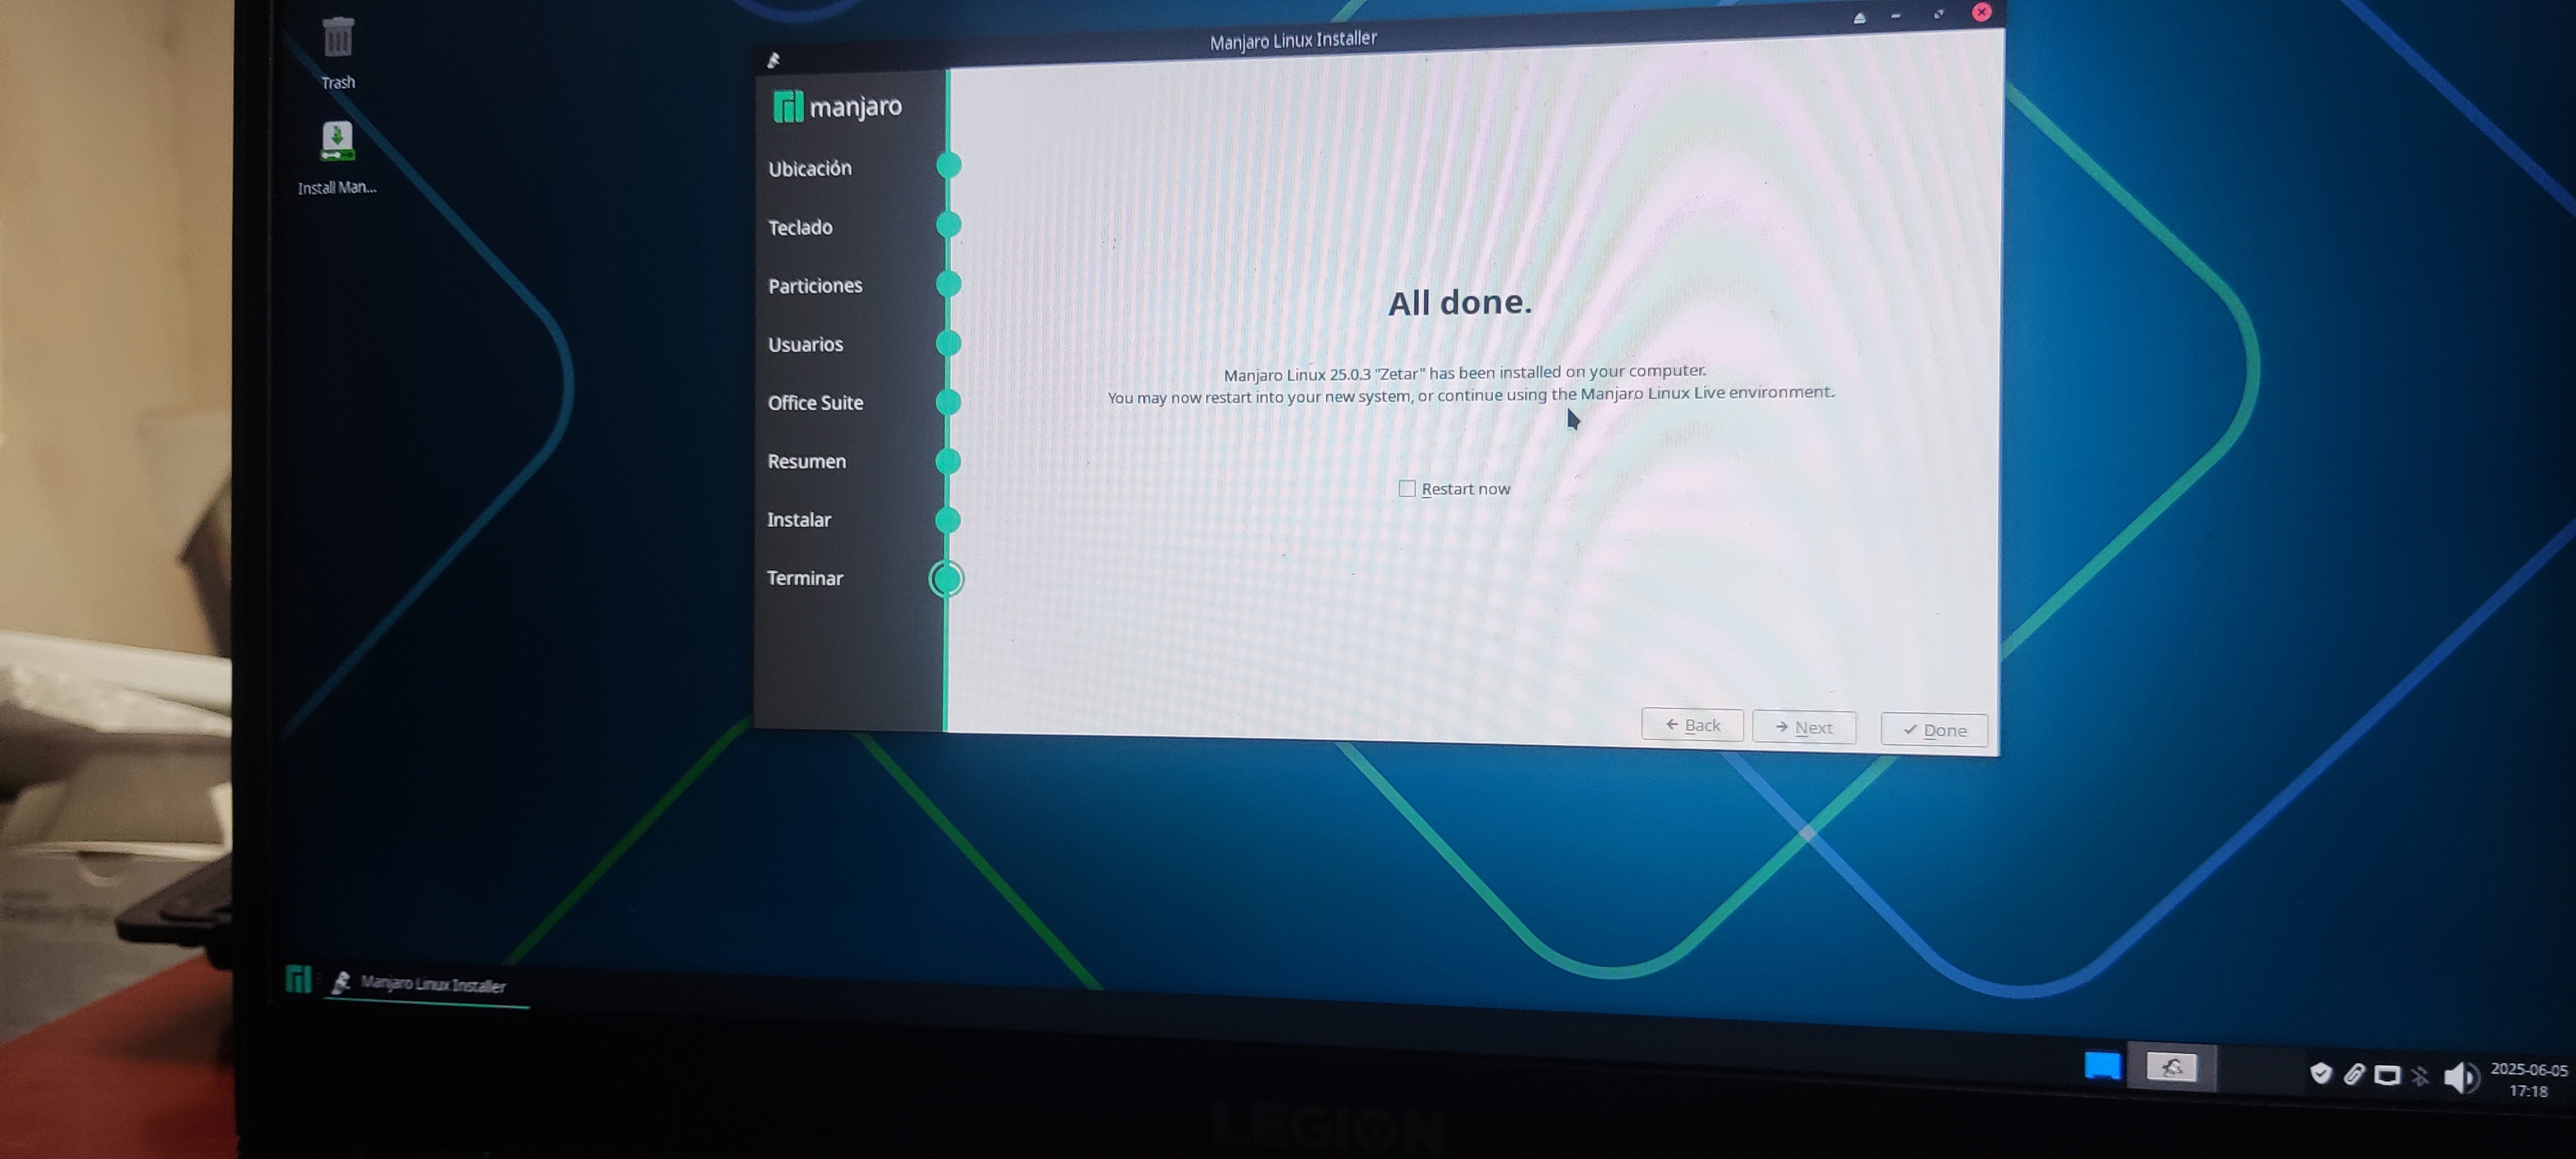 Trash
Install Man...
Manjaro Linux Installer
manjaro
Ubicación
Teclado
Particiones
Usuarios
Office Suite
Resumen
Instalar
Terminar
All done.
Manjaro Linux 25.0.3 "Zetar" has been installed on your computer.
You may now restart into your new system, or continue using the Manjaro Linux Live environment.
Restart now
Back
Next
Done
Manjaro Linux Installer
2025-06-05
17:18
LEGION